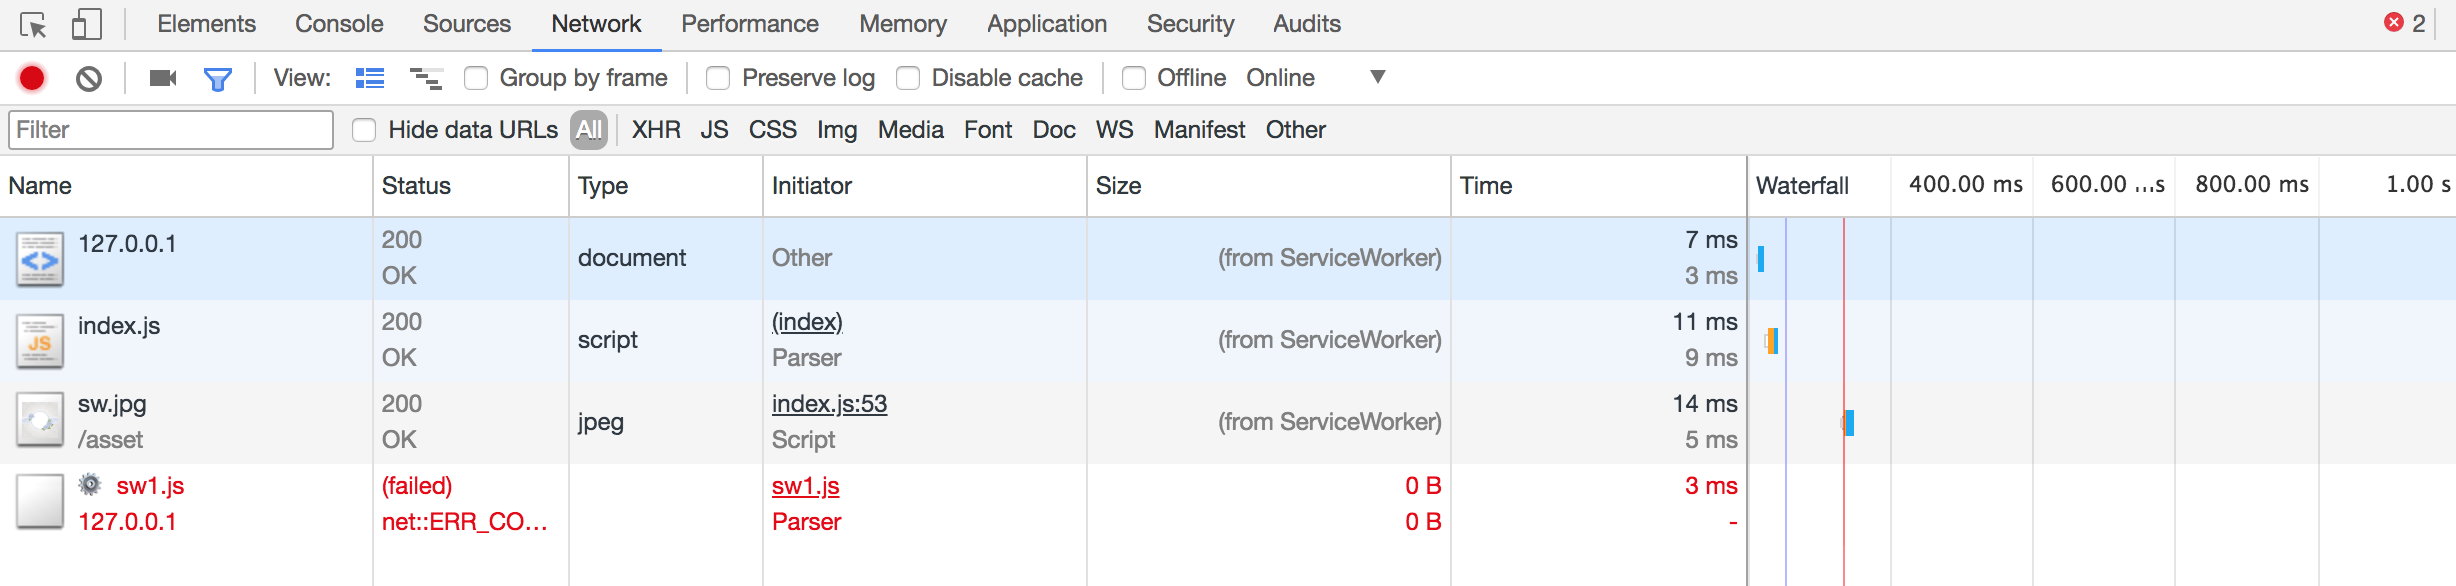 Elements Console Sources Network Performance Memory Application Security Audits 2
View: Group by frame Preserve log Disable cache Offline Online
Filter Hide data URLs All XHR JS CSS Img Media Font Doc WS Manifest Other
Name Status Type Initiator Size Time Waterfall 400.00 ms 600.00 ...s 800.00 ms 1.00 s
127.0.0.1 200 OK document Other (from ServiceWorker) 7 ms 3 ms
index.js 200 OK script (index) Parser (from ServiceWorker) 11 ms 9 ms
JS
sw.jpg /asset 200 OK jpeg index.js:53 Script (from ServiceWorker) 14 ms 5 ms
sw1.js 127.0.0.1 (failed) net::ERR_CO... sw1.js Parser 0 B 0 B 3 ms -